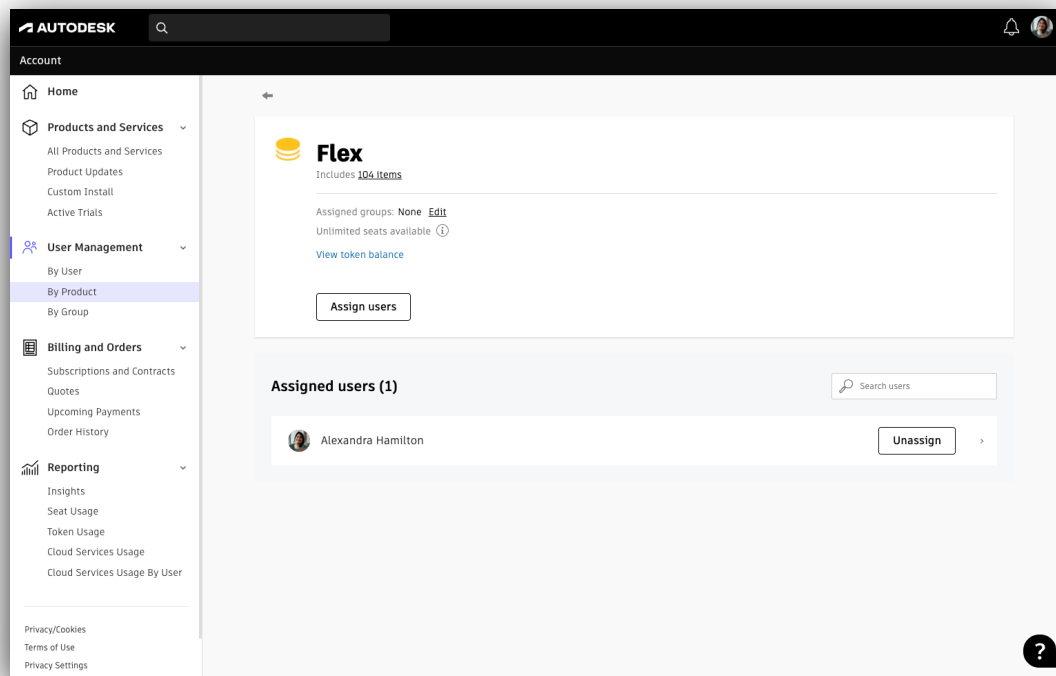 AUTODESK
Account
Home
Products and Services
All Products and Services
Product Updates
Custom Install
Active Trials
User Management
By User
By Product
By Group
Billing and Orders
Subscriptions and Contracts
Quotes
Upcoming Payments
Order History
Reporting
Insights
Seat Usage
Token Usage
Cloud Services Usage
Cloud Services Usage By User
Privacy/Cookies
Terms of Use
Privacy Settings
Flex
Includes 104 items
Assigned groups: None Edit
Unlimited seats available
View token balance
Assign users
Assigned users (1)
Search users
Alexandra Hamilton
Unassign
?